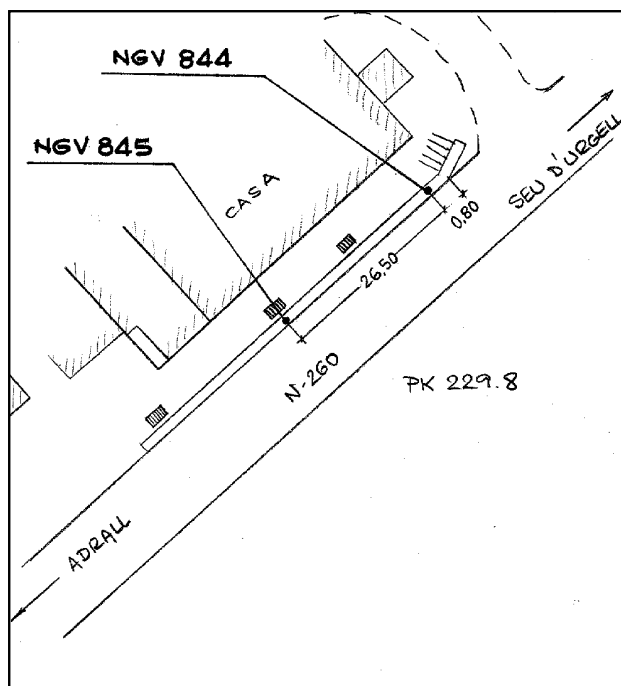 NGV 844
NGV 845
CASA
SEU D'URGELL
0,80
26,50
N-260
PK 229.8
ADRALL